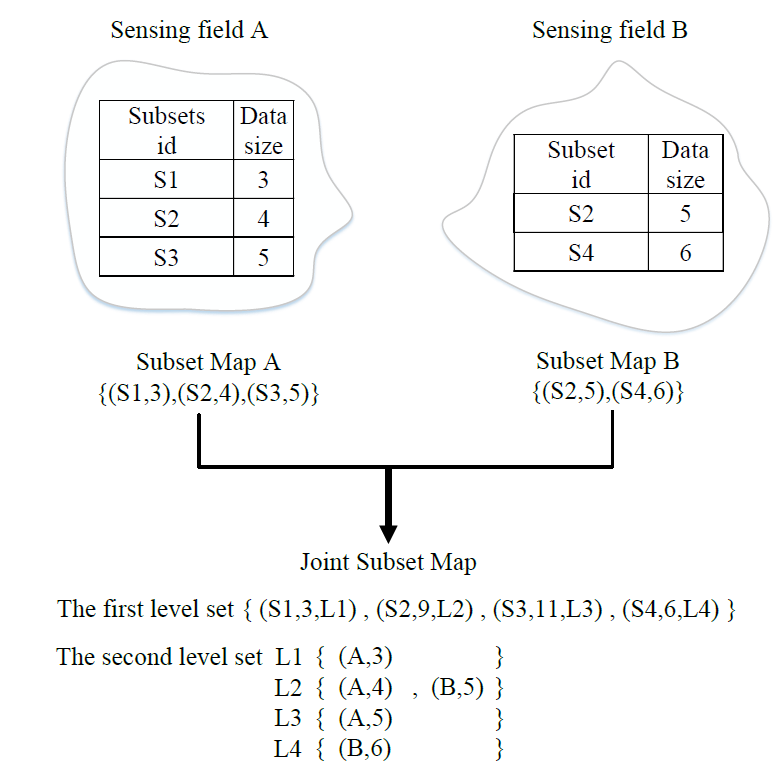 Sensing field A
Sensing field B
Subsets id
Data size
S1 3
S2 4
S3 5
Subset id
Data size
S2 5
S4 6
Subset Map A
{(S1,3),(S2,4),(S3,5)}
Subset Map B
{(S2,5),(S4,6)}
Joint Subset Map
The first level set { (S1,3,L1) , (S2,9,L2) , (S3,11,L3) , (S4,6,L4) }
The second level set L1 { (A,3) }
L2 { (A,4) , (B,5) }
L3 { (A,5) }
L4 { (B,6) }